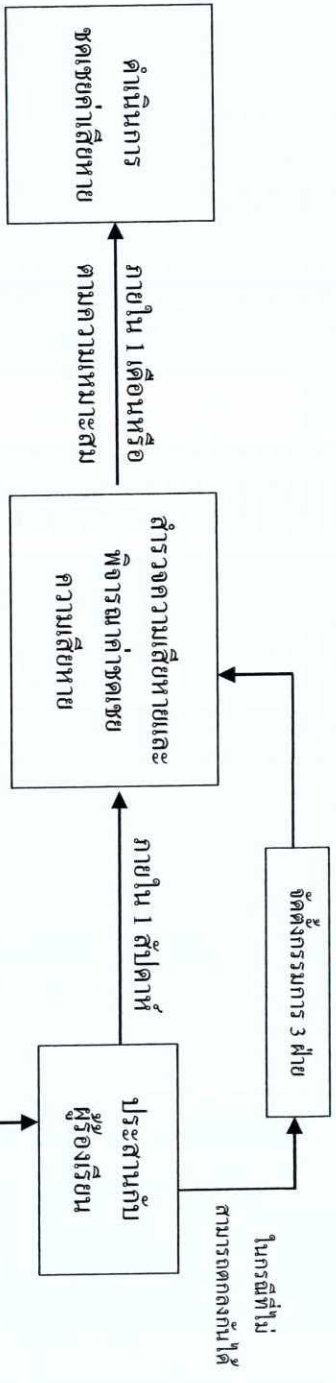 ดำเนินการ
ชดเชยค่าเสียหาย
ภายใน 1 เดือนหรือ
ตามความเหมาะสม
สำรวจความเสียหายและ
พิจารณาค่าชดเชย
ความเสียหาย
ภายใน 1 สัปดาห์
จัดตั้งกรรมการ 3 ฝ่าย
ประสานกับ
ผู้ร้องเรียน
ในกรณีที่ไม่
สามารถตกลงกันได้